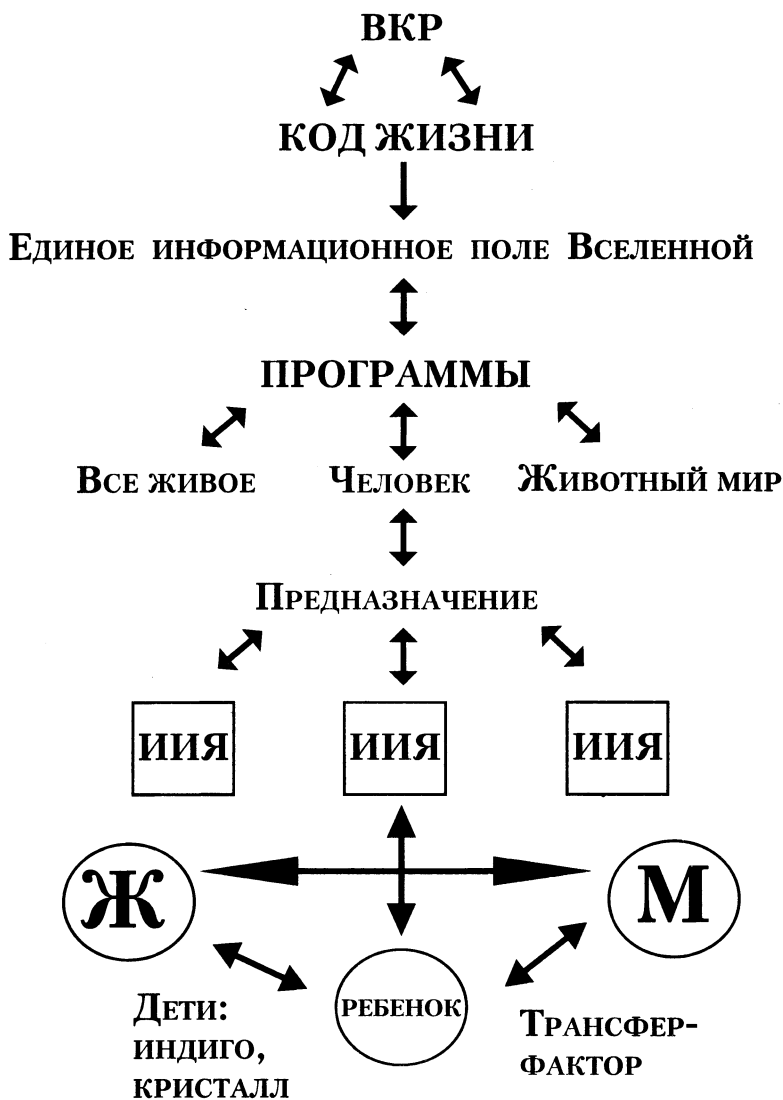 ВКР
КОД ЖИЗНИ
Единое информационное поле Вселенной
ПРОГРАММЫ
Все живое Человек Животный мир
Предназначение
ИИЯ ИИЯ ИИЯ
Ж М
РЕБЕНОК
Дети:
индиго,
кристалл
Трансфер-
фактор